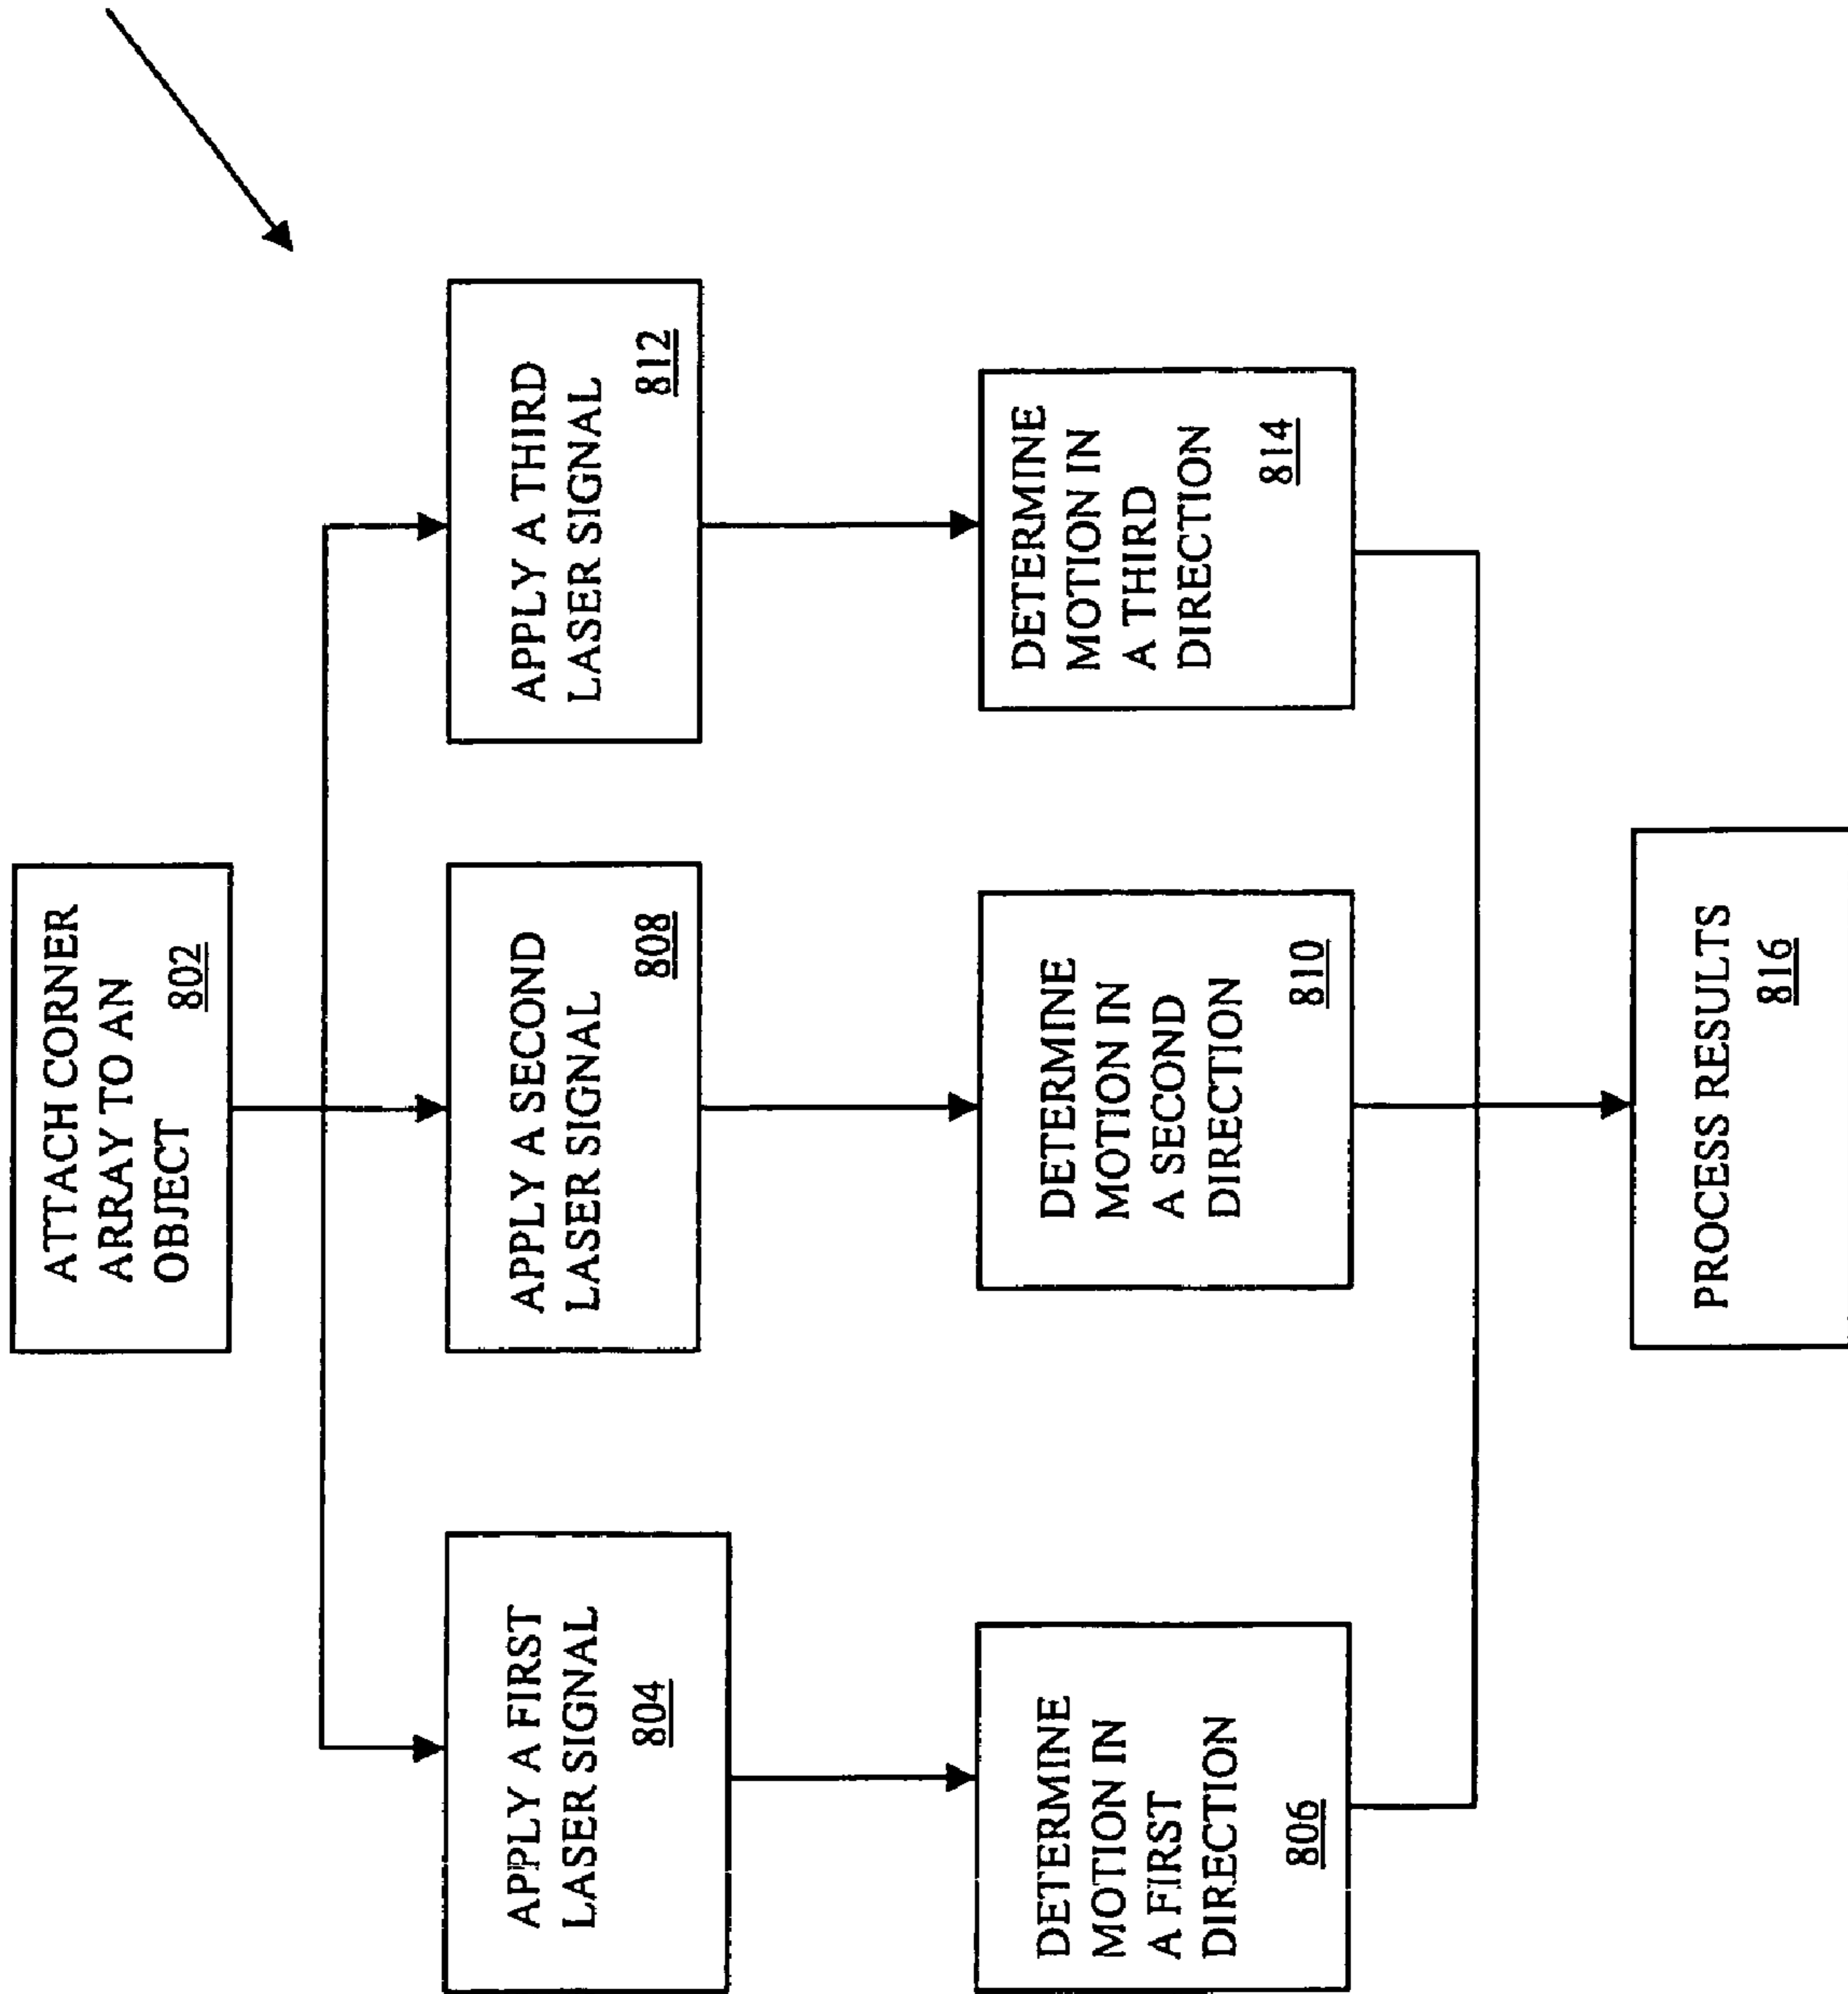 ATTACH CORNER
ARRAY TO AN
OBJECT
802
APPLY A FIRST
LASER SIGNAL
804
APPLY A SECOND
LASER SIGNAL
808
APPLY A THIRD
LASER SIGNAL
812
DETERMINE
MOTION IN
A FIRST
DIRECTION
806
DETERMINE
MOTION IN
A SECOND
DIRECTION
810
DETERMINE
MOTION IN
A THIRD
DIRECTION
814
PROCESS RESULTS
816